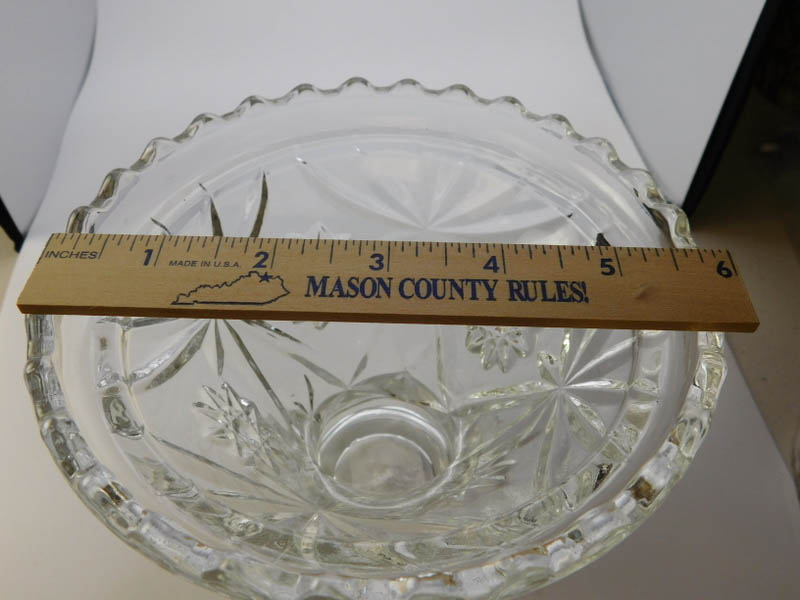 INCHES 1 2 3 4 5 6
MADE IN U.S.A.
MASON COUNTY RULES!